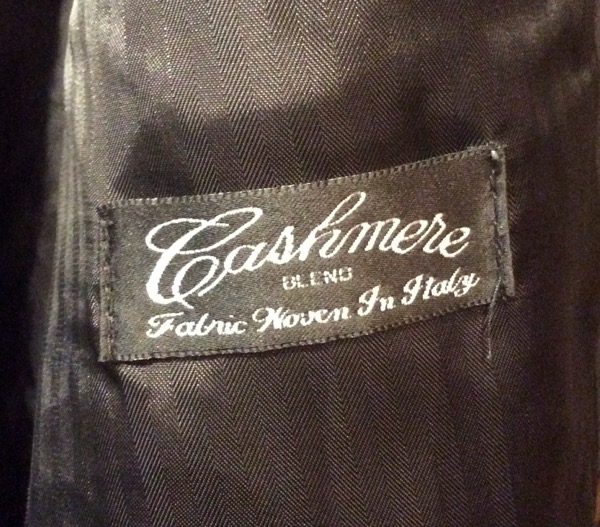 Cashmere
BLEND
Fabric Woven In Italy